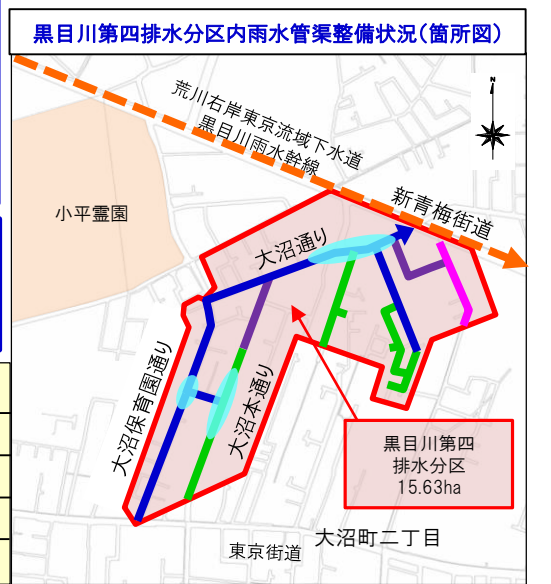 黒目川第四排水分区内雨水管渠整備状況(箇所図)
荒川右岸東京流域下水道
黒目川雨水幹線
N
小平霊園
新青梅街道
大沼通り
大沼保育園通り
大沼本通り
黒目川第四
排水分区
15.63ha
大沼町二丁目
東京街道